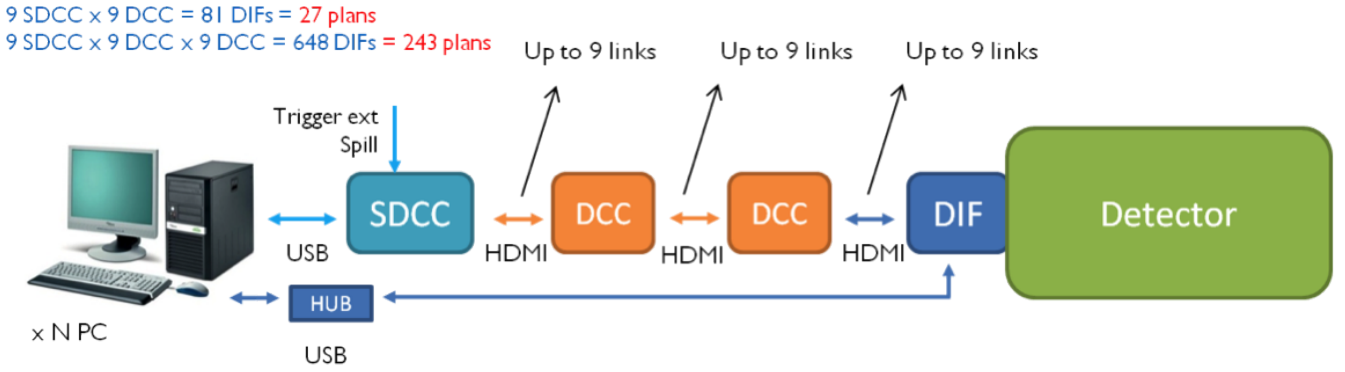 9 SDCC x 9 DCC = 81 DIFs = 27 plans
9 SDCC x 9 DCC x 9 DCC = 648 DIFs = 243 plans
Up to 9 links
Up to 9 links
Up to 9 links
Trigger ext
Spill
SDCC
DCC
DCC
DIF
Detector
USB
HDMI
HDMI
HDMI
HUB
x N PC
USB